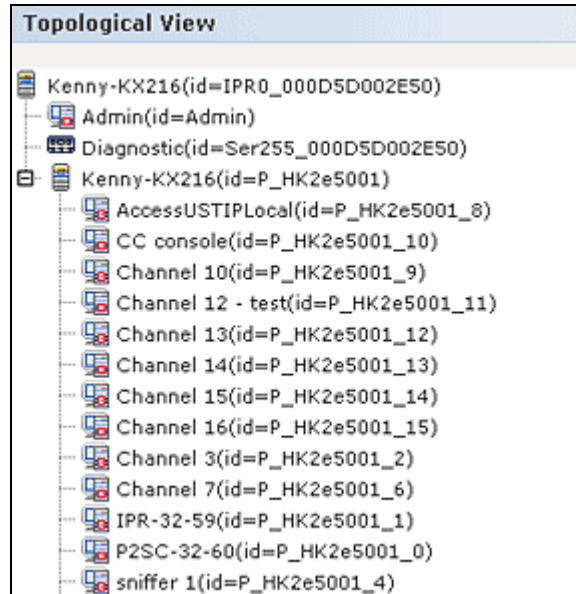 Topological View
Kenny-KX216(id=IPR0_000D5D002E50)
Admin(id=Admin)
Diagnostic(id=Ser255_000D5D002E50)
Kenny-KX216(id=P_HK2e5001)
AccessUSTIPLocal(id=P_HK2e5001_8)
CC console(id=P_HK2e5001_10)
Channel 10(id=P_HK2e5001_9)
Channel 12 - test(id=P_HK2e5001_11)
Channel 13(id=P_HK2e5001_12)
Channel 14(id=P_HK2e5001_13)
Channel 15(id=P_HK2e5001_14)
Channel 16(id=P_HK2e5001_15)
Channel 3(id=P_HK2e5001_2)
Channel 7(id=P_HK2e5001_6)
IPR-32-59(id=P_HK2e5001_1)
P2SC-32-60(id=P_HK2e5001_0)
sniffer 1(id=P_HK2e5001_4)